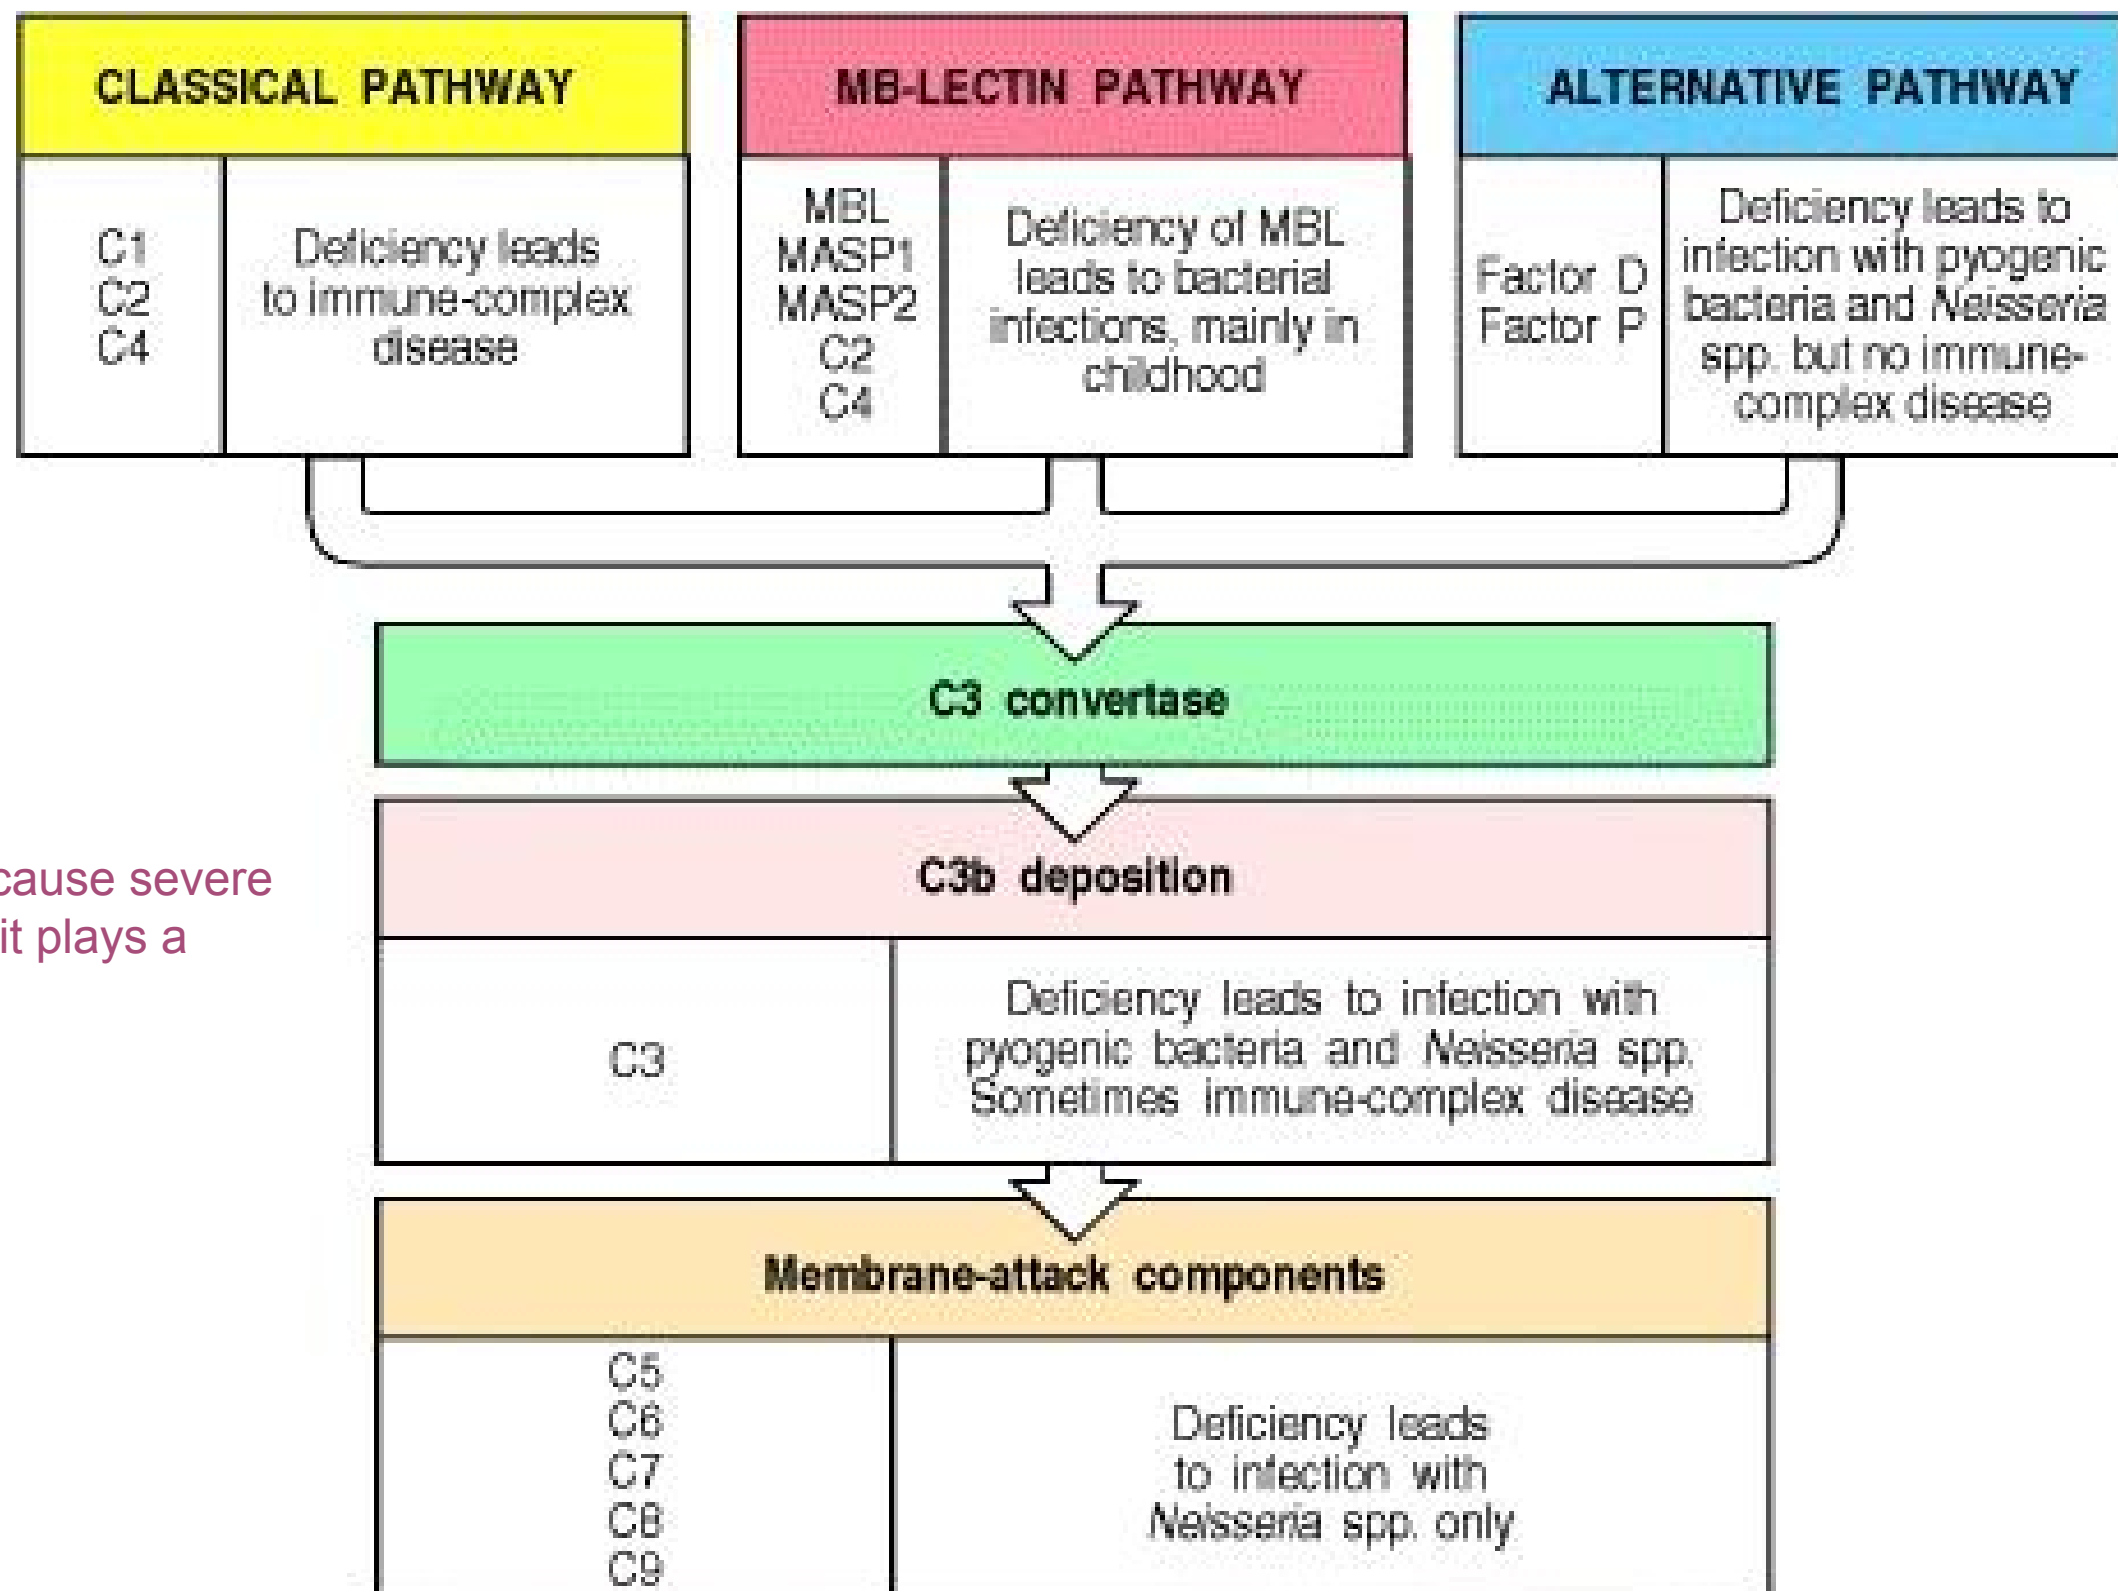 CLASSICAL PATHWAY
C1
C2
C4
Deficiency leads
to immune-complex
disease
MB-LECTIN PATHWAY
MBL
MASP1
MASP2
C2
C4
Deficiency of MBL
leads to bacterial
infections, mainly in
childhood
ALTERNATIVE PATHWAY
Factor D
Factor P
Deficiency leads to
infection with pyogenic
bacteria and Neisseria
spp. but no immune-
complex disease
C3 convertase
cause severe
it plays a
C3b deposition
C3
Deficiency leads to infection with
pyogenic bacteria and Neisseria spp.
Sometimes immune-complex disease
Membrane-attack components
C5
C6
C7
C8
C9
Deficiency leads
to infection with
Neisseria spp. only